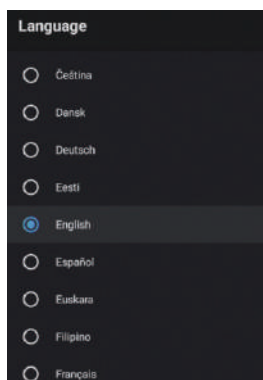 Language
Čeština
Dansk
Deutsch
Eesti
English
Español
Euskara
Filipino
Français